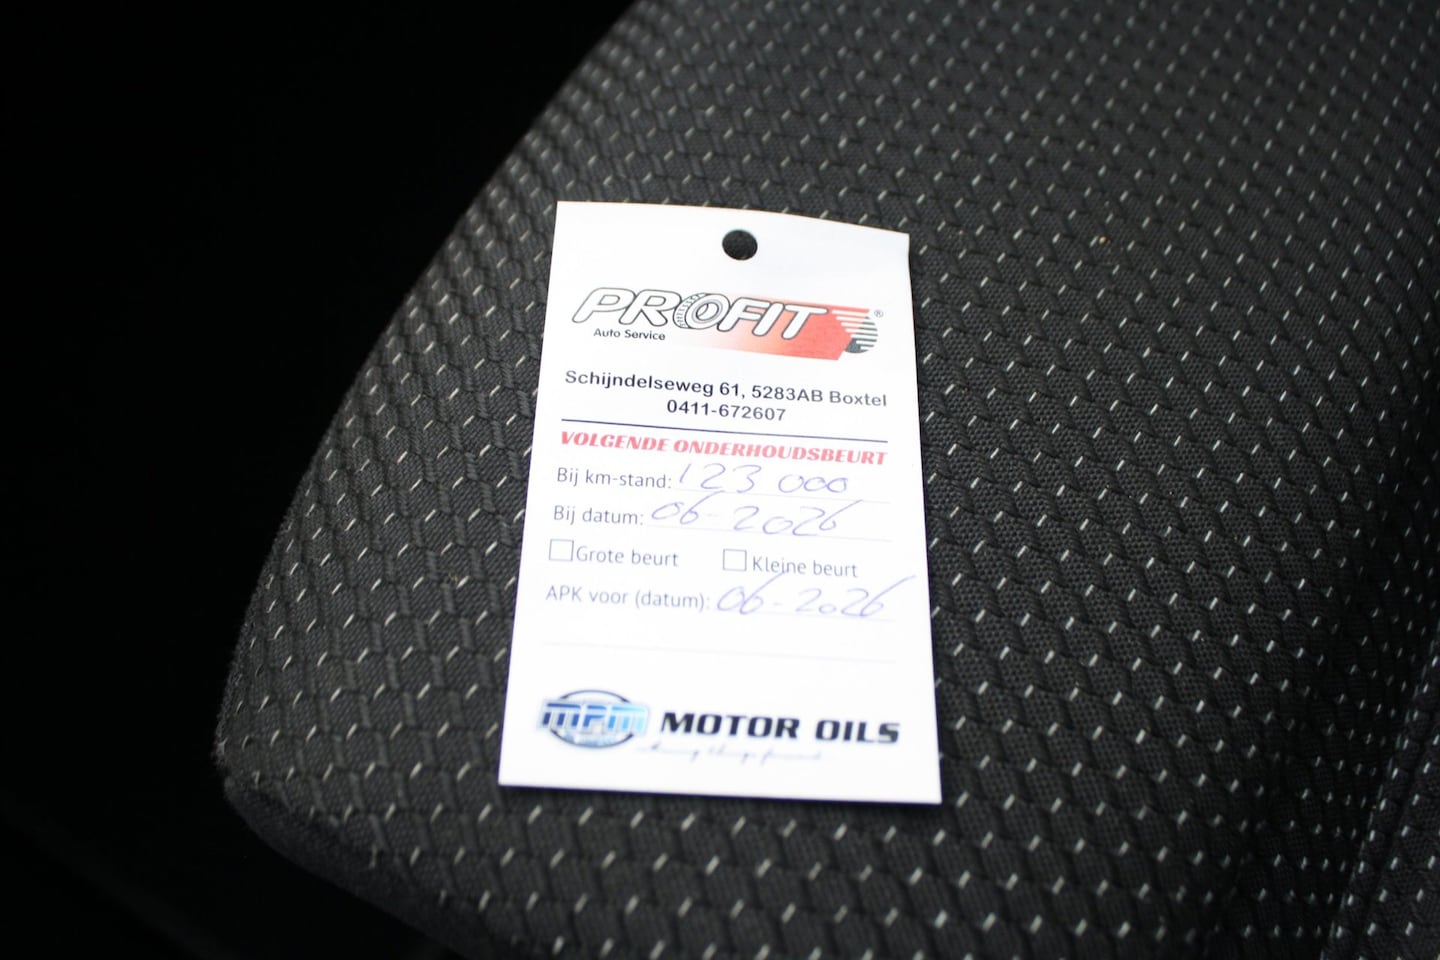 PROFIT®
Auto Service
Schijndelseweg 61, 5283AB Boxtel
0411-672607
VOLGENDE ONDERHOUDSBEURT
Bij km-stand: 123 000
Bij datum: 06-2026
Grote beurt Kleine beurt
APK voor (datum): 06-2026
mpm MOTOR OILS